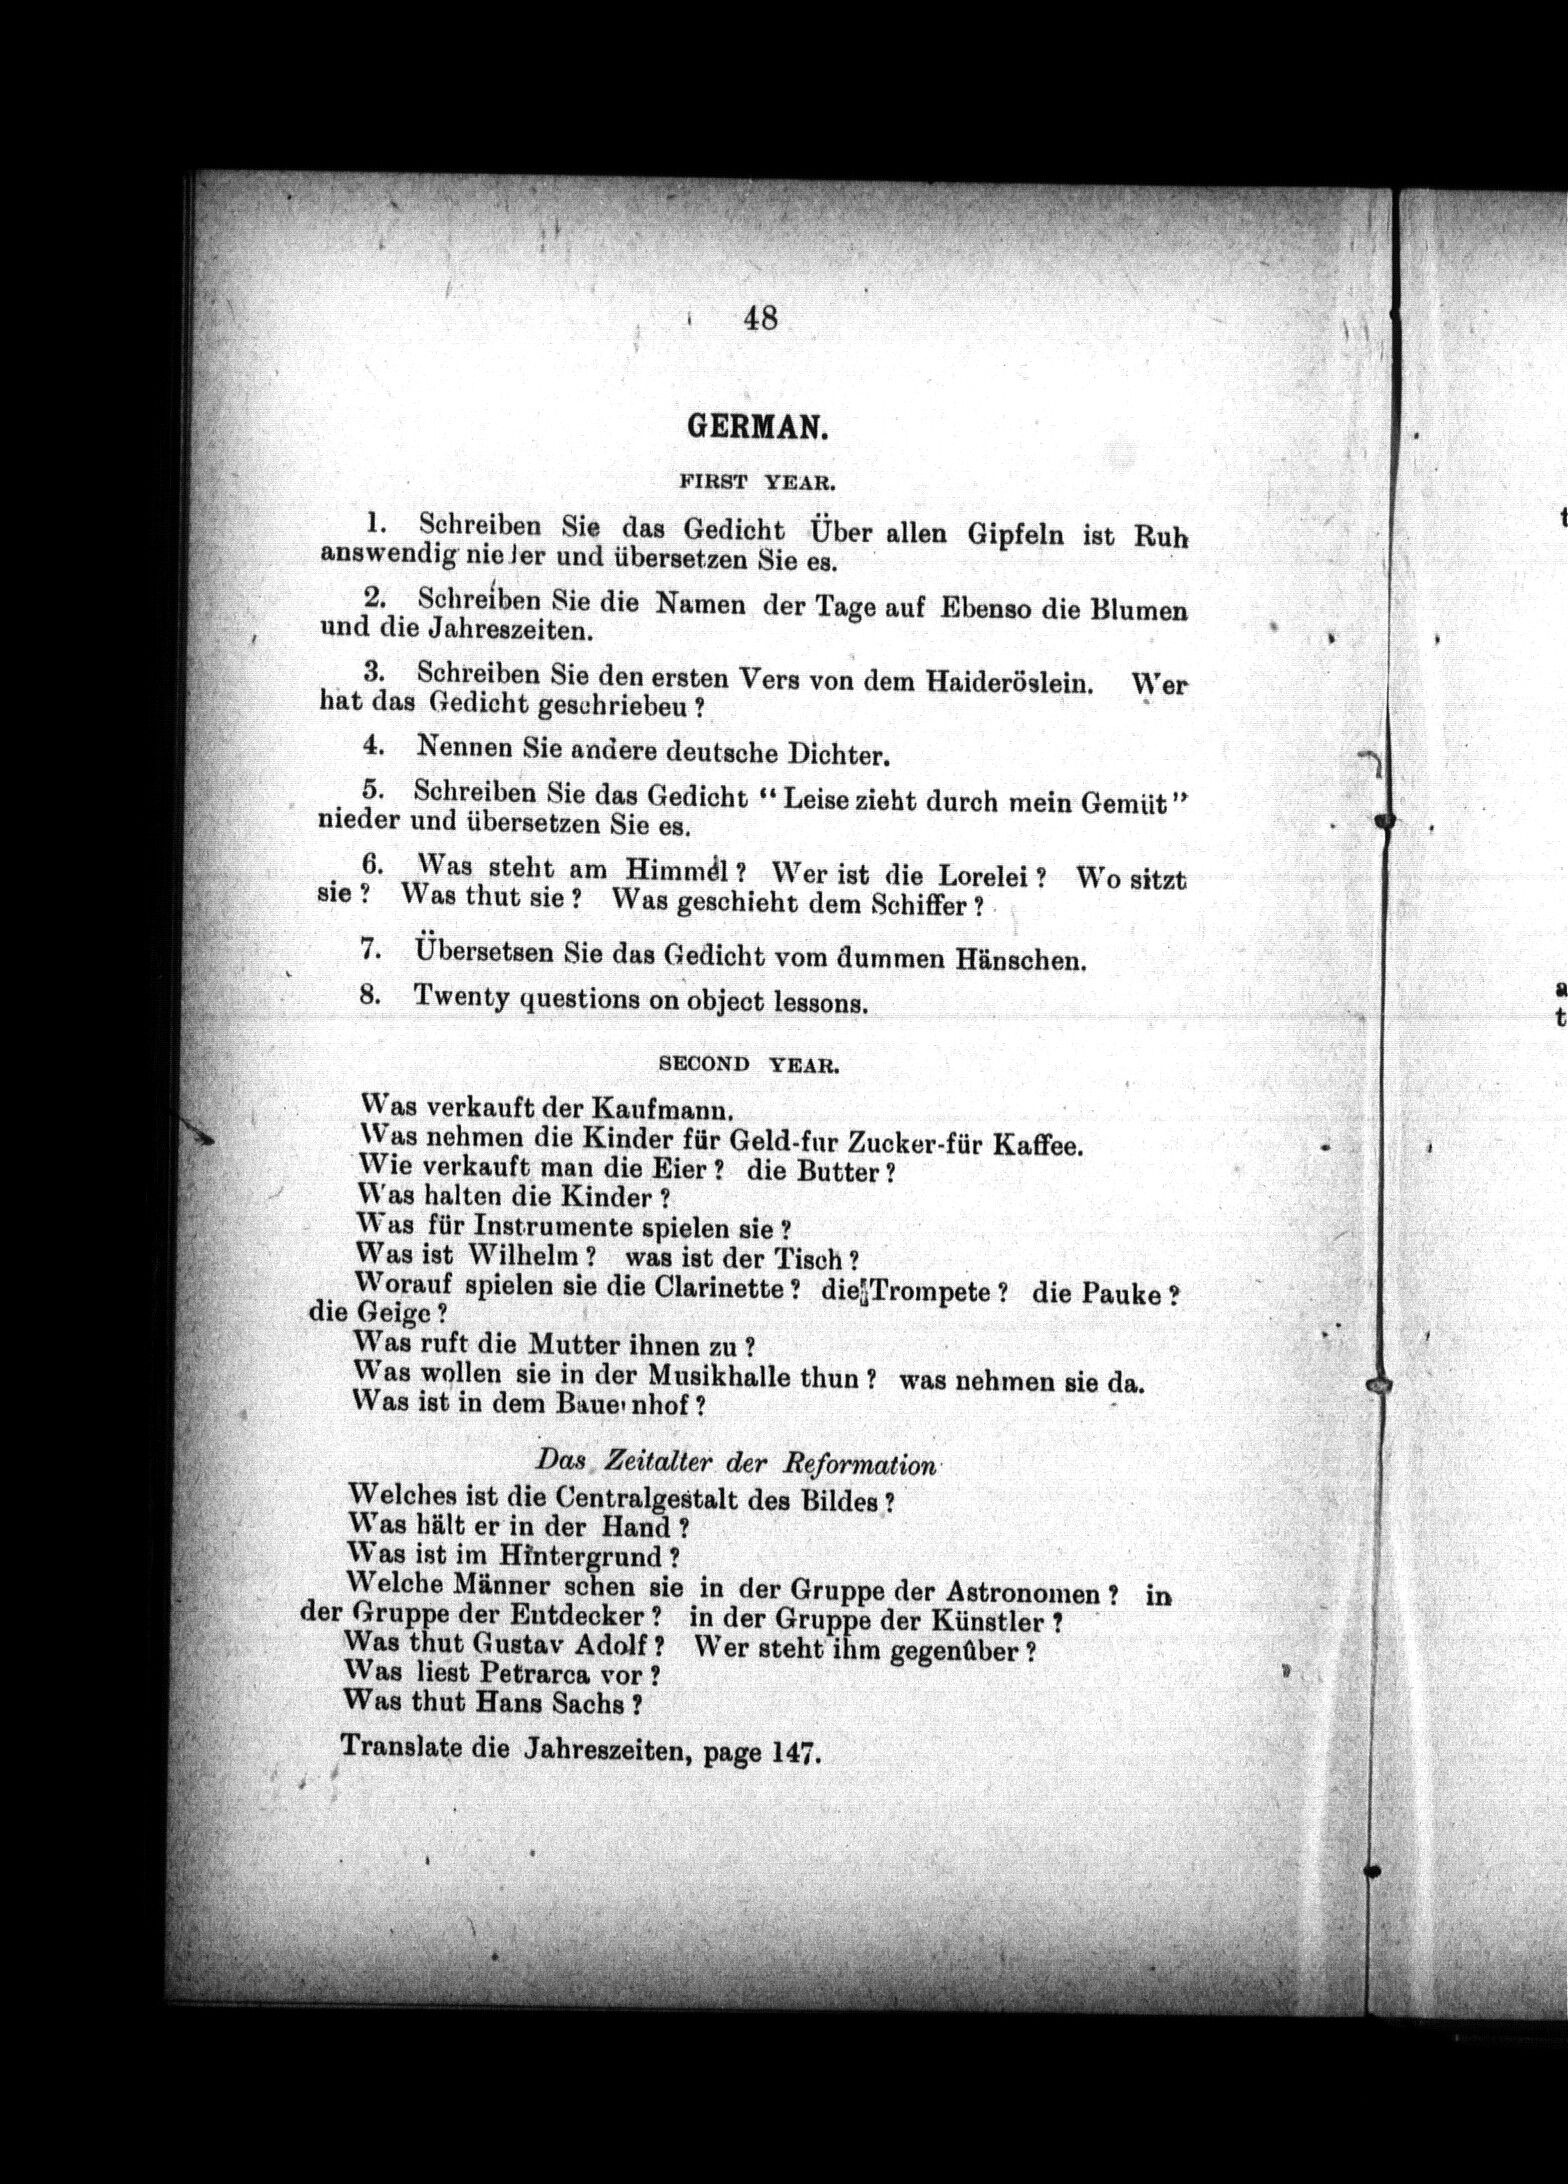 48
GERMAN.
FIRST YEAR.
1. Schreiben Sie das Gedicht Über allen Gipfeln ist Ruh
answendig nieder und übersetzen Sie es.
2. Schreiben Sie die Namen der Tage auf Ebenso die Blumen
und die Jahreszeiten.
3. Schreiben Sie den ersten Vers von dem Haideröslein. Wer
hat das Gedicht geschriebeu ?
4. Nennen Sie andere deutsche Dichter.
5. Schreiben Sie das Gedicht “ Leise zieht durch mein Gemüt ”
nieder und übersetzen Sie es.
6. Was steht am Himmel ? Wer ist die Lorelei ? Wo sitzt
sie ? Was thut sie ? Was geschieht dem Schiffer ?
7. Übersetsen Sie das Gedicht vom dummen Hänschen.
8. Twenty questions on object lessons.
SECOND YEAR.
Was verkauft der Kaufmann.
Was nehmen die Kinder für Geld-fur Zucker-für Kaffee.
Wie verkauft man die Eier ? die Butter ?
Was halten die Kinder ?
Was für Instrumente spielen sie ?
Was ist Wilhelm ? was ist der Tisch ?
Worauf spielen sie die Clarinette ? die Trompete ? die Pauke ?
die Geige ?
Was ruft die Mutter ihnen zu ?
Was wollen sie in der Musikhalle thun ? was nehmen sie da.
Was ist in dem Bauernhof ?
Das Zeitalter der Reformation
Welches ist die Centralgestalt des Bildes ?
Was hält er in der Hand ?
Was ist im Hintergrund ?
Welche Männer schen sie in der Gruppe der Astronomen ? in
der Gruppe der Eutdecker ? in der Gruppe der Künstler ?
Was thut Gustav Adolf ? Wer steht ihm gegenûber ?
Was liest Petrarca vor ?
Was thut Hans Sachs ?
Translate die Jahreszeiten, page 147.
t
a
t